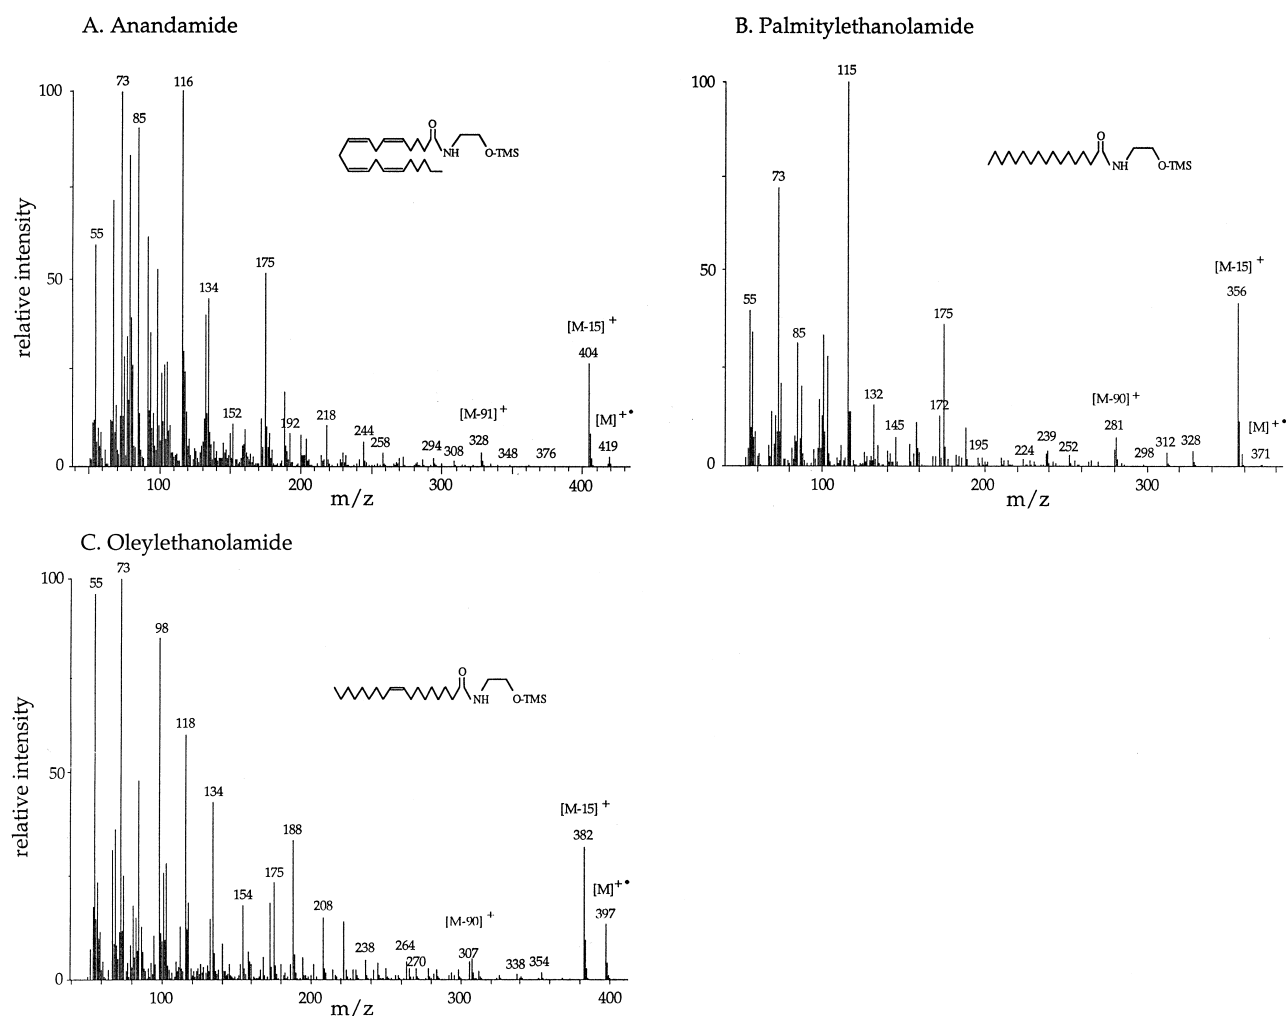 A. Anandamide
73
116
100
85
O
NH
O-TMS
55
50
175
134
[M-15]+
404
[M-91]+
[M]+•
152
192
218
244
258
294
308
328
348
376
419
0
100
200
300
400
m/z
relative intensity
B. Palmitylethanolamide
115
100
73
O
NH
O-TMS
50
55
85
175
[M-15]+
356
132
172
145
[M-90]+
281
[M]+•
195
224
239
252
298
312
328
371
0
100
200
300
m/z
C. Oleylethanolamide
73
100
55
98
118
O
NH
O-TMS
50
134
188
[M-15]+
382
175
154
208
[M]+•
397
[M-90]+
238
264
270
307
338
354
0
100
200
300
400
m/z
relative intensity